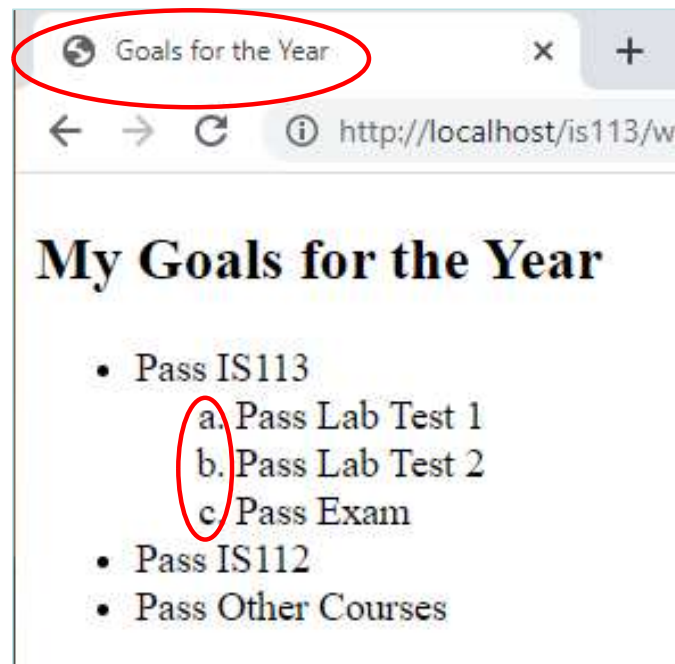 Goals for the Year
http://localhost/is113/w
My Goals for the Year
• Pass IS113
a. Pass Lab Test 1
b. Pass Lab Test 2
c. Pass Exam
• Pass IS112
• Pass Other Courses